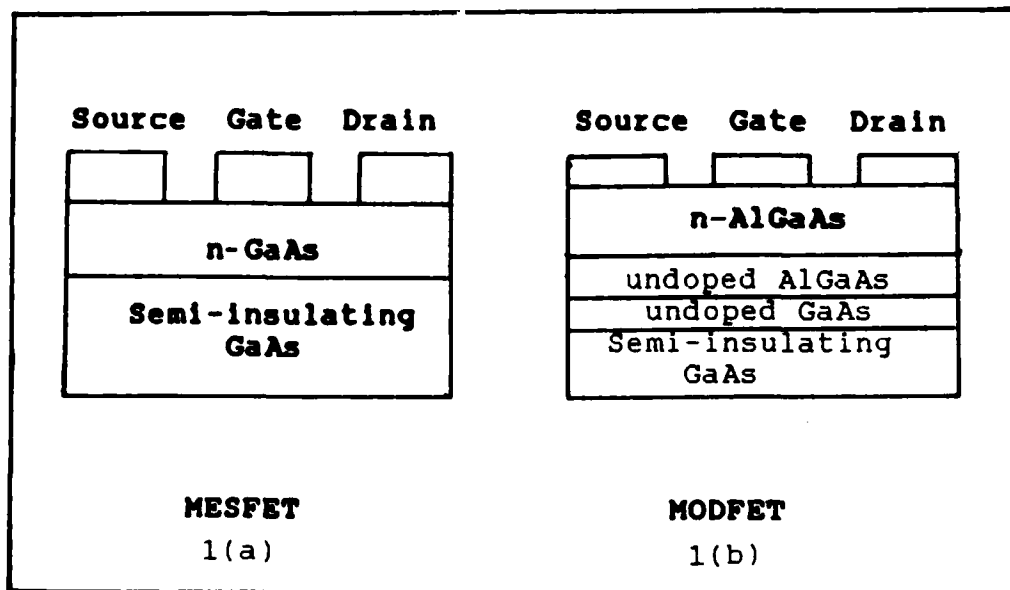 Source Gate Drain
n-GaAs
Semi-insulating
GaAs
MESFET
1(a)
Source Gate Drain
n-AlGaAs
undoped AlGaAs
undoped GaAs
Semi-insulating
GaAs
MODFET
1(b)